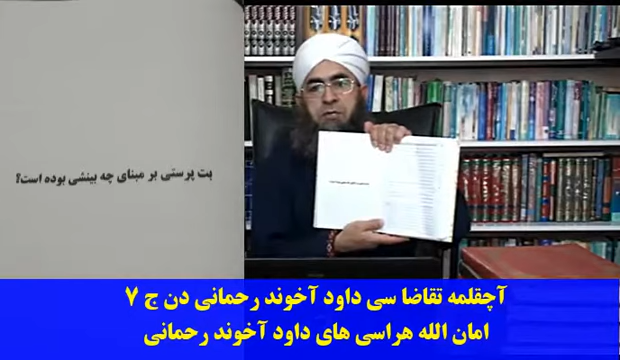 بت پرستی بر مبنای چه بینشی بوده است؟
آچقلمه تقاضا سی داود آخوند رحمانی دن ج ۷
امان الله هراسی های داود آخوند رحمانی